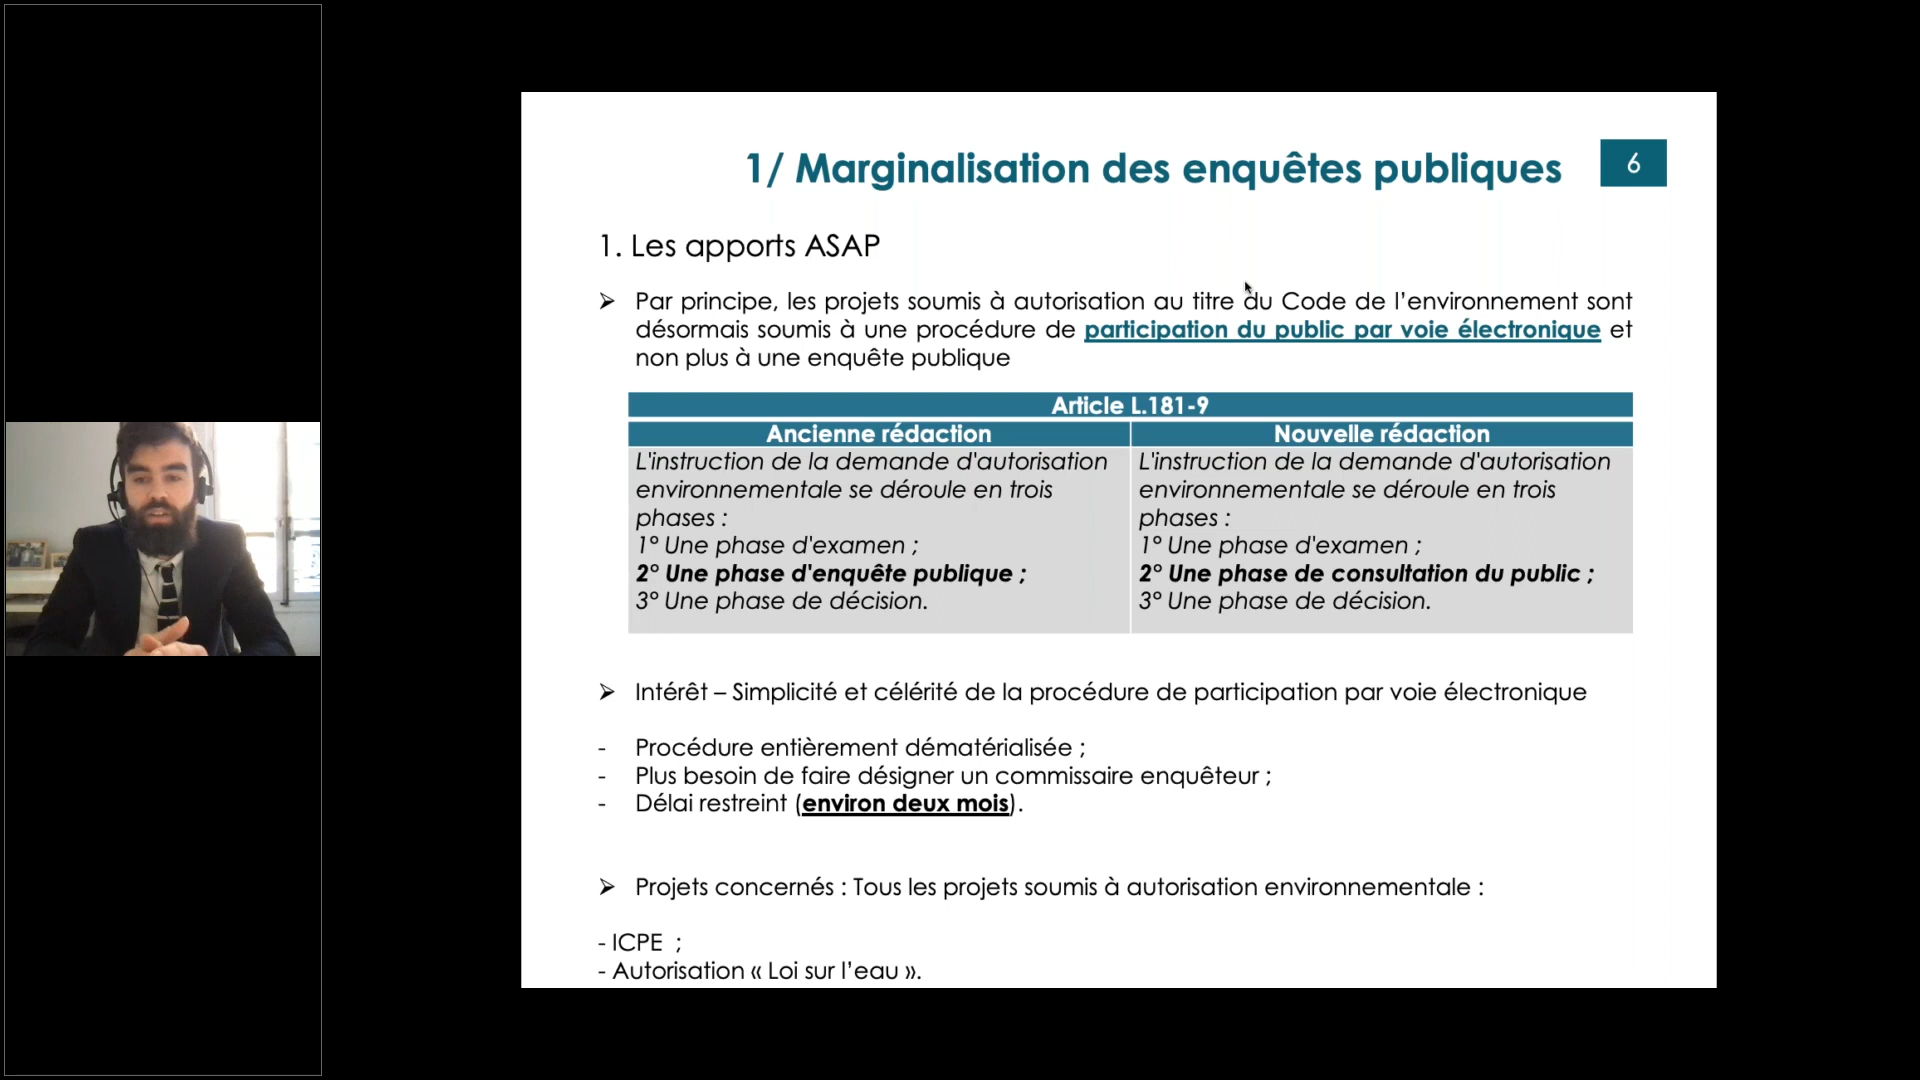 1/ Marginalisation des enquêtes publiques
6
1. Les apports ASAP
➢ Par principe, les projets soumis à autorisation au titre du Code de l’environnement sont
désormais soumis à une procédure de participation du public par voie électronique et
non plus à une enquête publique
Article L.181-9
Ancienne rédaction
L'instruction de la demande d'autorisation
environnementale se déroule en trois
phases :
1° Une phase d'examen ;
2° Une phase d'enquête publique ;
3° Une phase de décision.
Nouvelle rédaction
L'instruction de la demande d'autorisation
environnementale se déroule en trois
phases :
1° Une phase d'examen ;
2° Une phase de consultation du public ;
3° Une phase de décision.
➢ Intérêt – Simplicité et célérité de la procédure de participation par voie électronique
- Procédure entièrement dématérialisée ;
- Plus besoin de faire désigner un commissaire enquêteur ;
- Délai restreint (environ deux mois).
➢ Projets concernés : Tous les projets soumis à autorisation environnementale :
- ICPE ;
- Autorisation « Loi sur l’eau ».